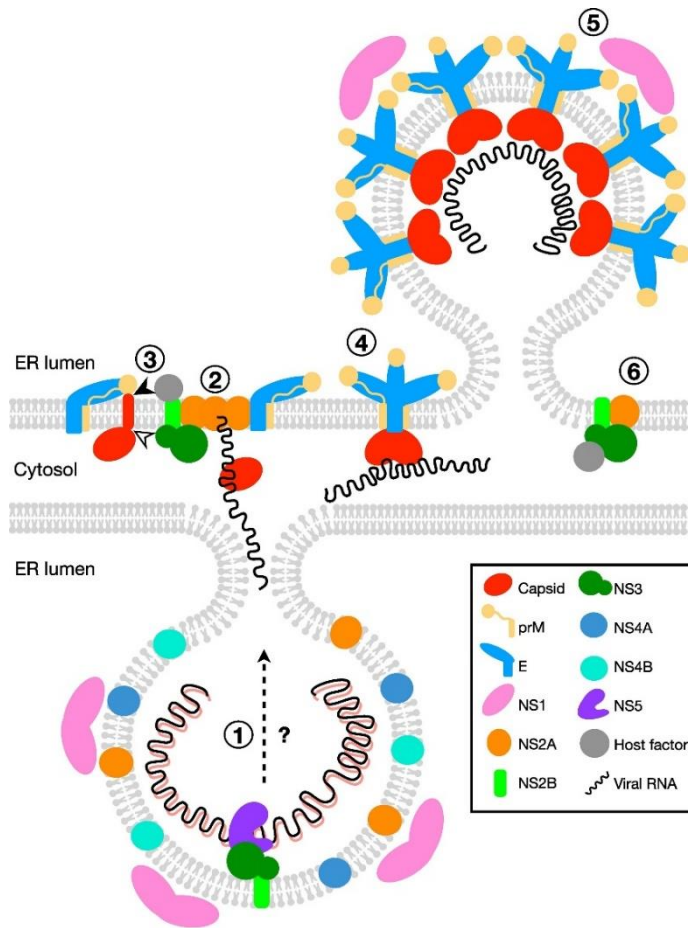 5
ER lumen
3
2
4
6
Cytosol
ER lumen
1
?
Capsid
NS3
prM
NS4A
E
NS4B
NS1
NS5
NS2A
Host factor
NS2B
Viral RNA